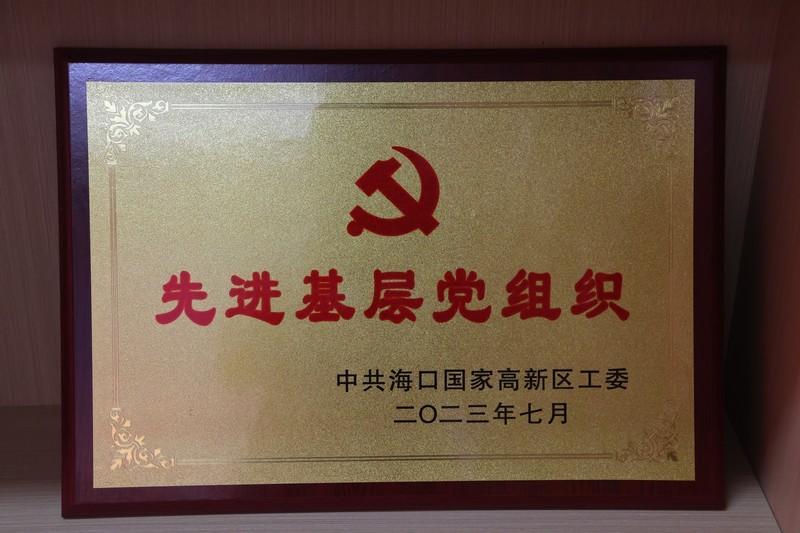 先进基层党组织
中共海口国家高新区工委
二〇二三年七月